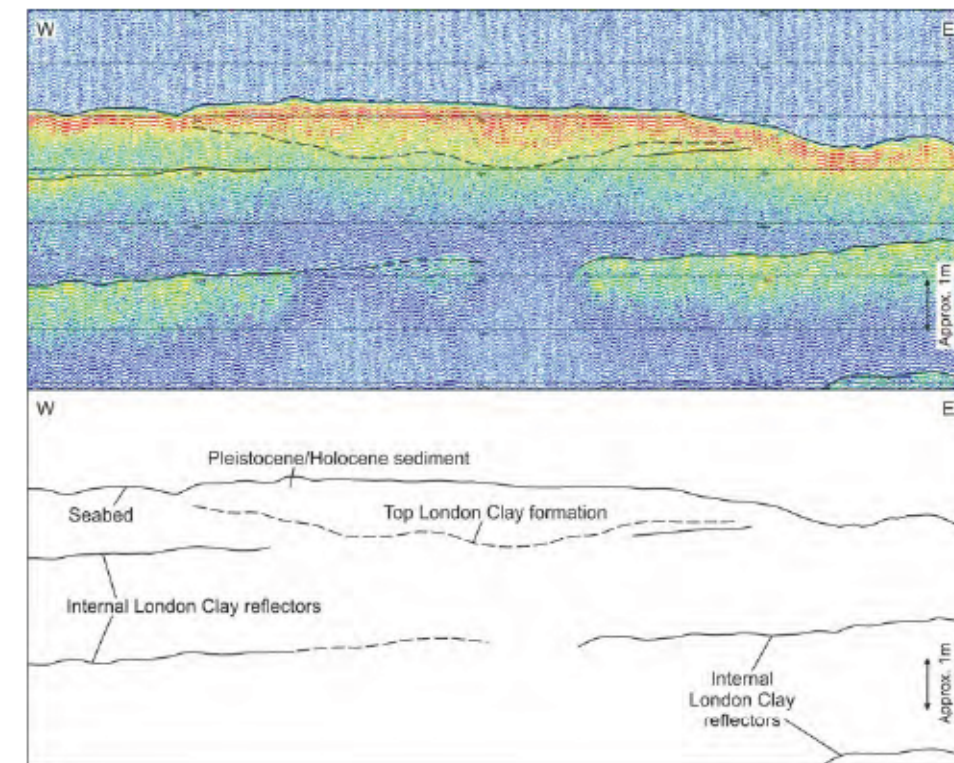 W
E
Approx. 1m
W
E
Pleistocene/Holocene sediment
Seabed
Top London Clay formation
Internal London Clay reflectors
Internal
London Clay
reflectors
Approx. 1m